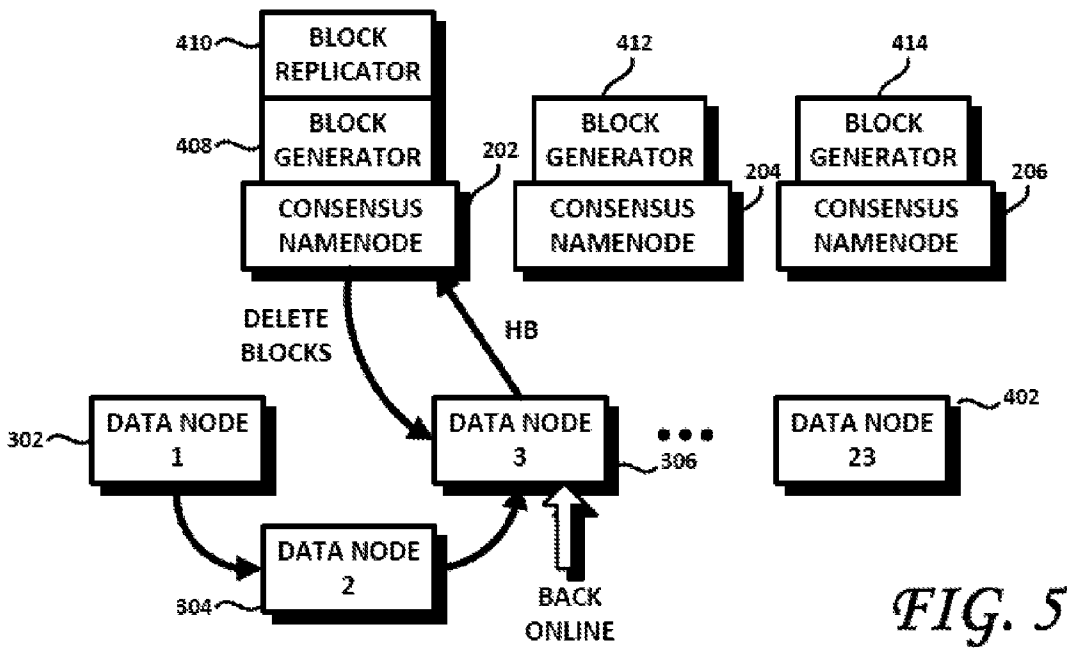 410
BLOCK
REPLICATOR
412
414
408
BLOCK
GENERATOR
202
BLOCK
GENERATOR
204
BLOCK
GENERATOR
206
CONSENSUS
NAMENODE
CONSENSUS
NAMENODE
CONSENSUS
NAMENODE
DELETE
BLOCKS
HB
302
DATA NODE
1
DATA NODE
3
306
DATA NODE
23
402
304
DATA NODE
2
BACK
ONLINE
FIG. 5